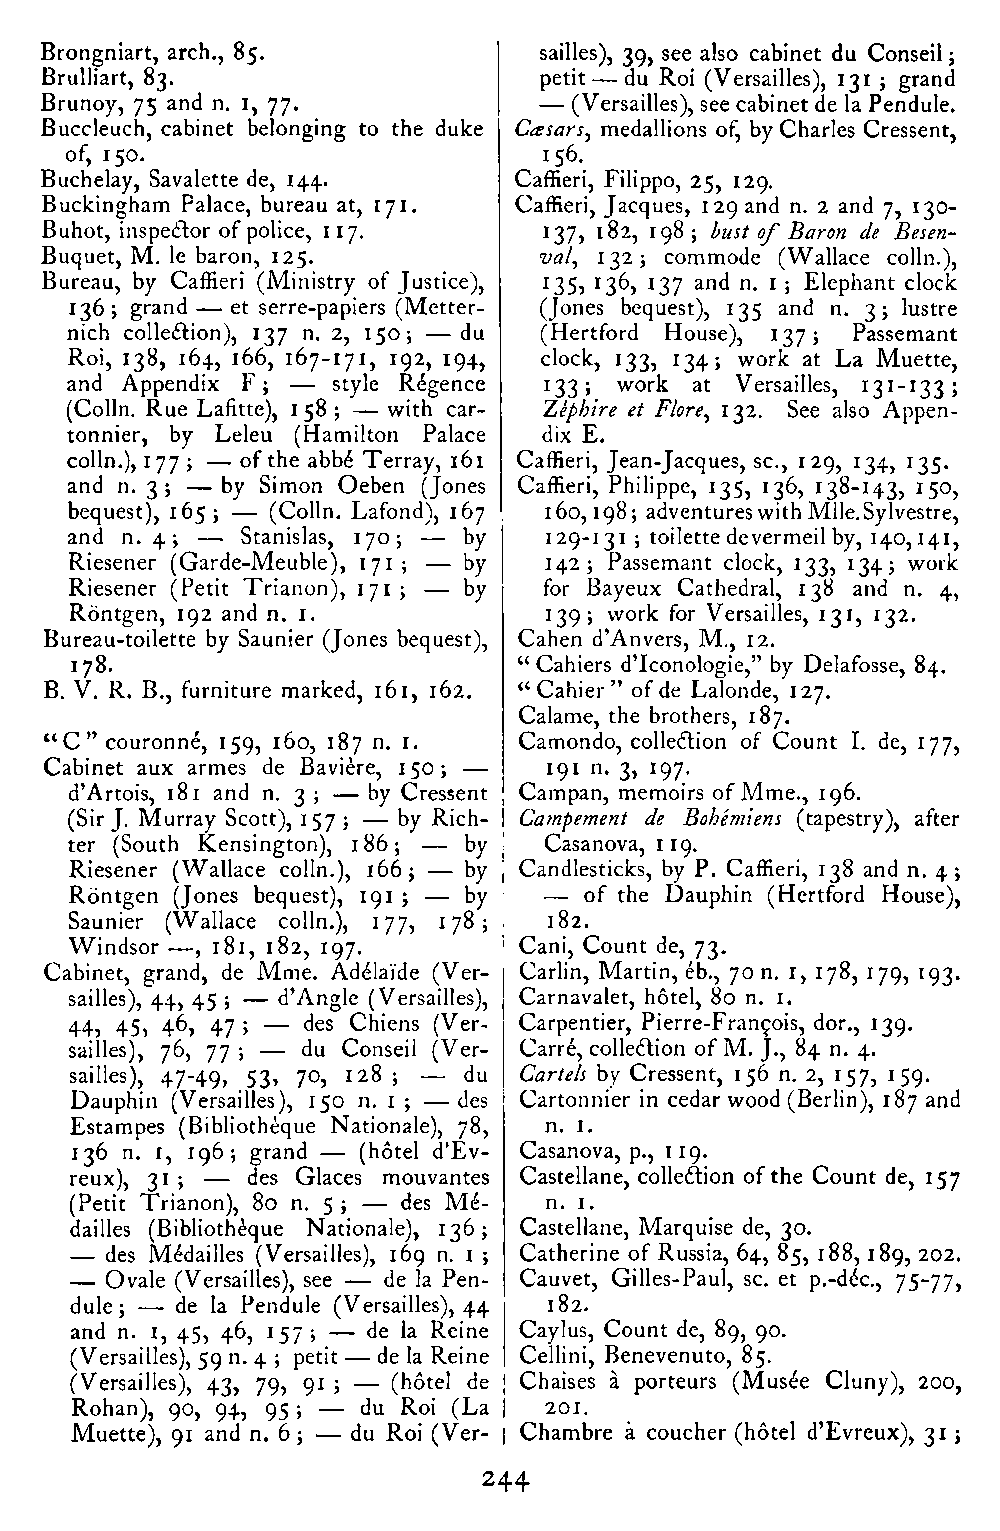 Brongniart, arch., 85.
Brulliart, 83.
Brunoy, 75 and n. 1, 77.
Buccleuch, cabinet belonging to the duke
of, 150.
Buchelay, Savalette de, 144.
Buckingham Palace, bureau at, 171.
Buhot, inspector of police, 117.
Buquet, M. le baron, 125.
Bureau, by Caffieri (Ministry of Justice),
136; grand — et serre-papiers (Metter-
nich collection), 137 n. 2, 150; — du
Roi, 138, 164, 166, 167-171, 192, 194,
and Appendix F; — style Régence
(Colln. Rue Lafitte), 158; — with car-
tonnier, by Leleu (Hamilton Palace
colln.), 177; — of the abbé Terray, 161
and n. 3; — by Simon Oeben (Jones
bequest), 165; — (Colln. Lafond), 167
and n. 4; — Stanislas, 170; — by
Riesener (Garde-Meuble), 171; — by
Riesener (Petit Trianon), 171; — by
Röntgen, 192 and n. 1.
Bureau-toilette by Saunier (Jones bequest),
178.
B. V. R. B., furniture marked, 161, 162.
"C" couronné, 159, 160, 187 n. 1.
Cabinet aux armes de Bavière, 150; —
d'Artois, 181 and n. 3; — by Cressent
(Sir J. Murray Scott), 157; — by Rich-
ter (South Kensington), 186; — by
Riesener (Wallace colln.), 166; — by
Röntgen (Jones bequest), 191; — by
Saunier (Wallace colln.), 177, 178;
Windsor —, 181, 182, 197.
Cabinet, grand, de Mme. Adélaïde (Ver-
sailles), 44, 45; — d'Angle (Versailles),
44, 45, 46, 47; — des Chiens (Ver-
sailles), 76, 77; — du Conseil (Ver-
sailles), 47-49, 53, 70, 128; — du
Dauphin (Versailles), 150 n. 1; — des
Estampes (Bibliothèque Nationale), 78,
136 n. 1, 196; grand — (hôtel d'Ev-
reux), 31; — des Glaces mouvantes
(Petit Trianon), 80 n. 5; — des Mé-
dailles (Bibliothèque Nationale), 136;
— des Médailles (Versailles), 169 n. 1;
— Ovale (Versailles), see — de la Pen-
dule; — de la Pendule (Versailles), 44
and n. 1, 45, 46, 157; — de la Reine
(Versailles), 59 n. 4; petit — de la Reine
(Versailles), 43, 79, 91; — (hôtel de
Rohan), 90, 94, 95; — du Roi (La
Muette), 91 and n. 6; — du Roi (Ver-
sailles), 39, see also cabinet du Conseil;
petit — du Roi (Versailles), 131; grand
— (Versailles), see cabinet de la Pendule.
Cæsars, medallions of, by Charles Cressent,
156.
Caffieri, Filippo, 25, 129.
Caffieri, Jacques, 129 and n. 2 and 7, 130-
137, 182, 198; bust of Baron de Besen-
val, 132; commode (Wallace colln.),
135, 136, 137 and n. 1; Elephant clock
(Jones bequest), 135 and n. 3; lustre
(Hertford House), 137; Passemant
clock, 133, 134; work at La Muette,
133; work at Versailles, 131-133;
Zéphire et Flore, 132. See also Appen-
dix E.
Caffieri, Jean-Jacques, sc., 129, 134, 135.
Caffieri, Philippe, 135, 136, 138-143, 150,
160, 198; adventures with Mlle. Sylvestre,
129-131; toilette de vermeil by, 140, 141,
142; Passemant clock, 133, 134; work
for Bayeux Cathedral, 138 and n. 4,
139; work for Versailles, 131, 132.
Cahen d'Anvers, M., 12.
"Cahiers d'Iconologie," by Delafosse, 84.
"Cahier" of de Lalonde, 127.
Calame, the brothers, 187.
Camondo, collection of Count I. de, 177,
191 n. 3, 197.
Campan, memoirs of Mme., 196.
Campement de Bohémiens (tapestry), after
Casanova, 119.
Candlesticks, by P. Caffieri, 138 and n. 4;
— of the Dauphin (Hertford House),
182.
Cani, Count de, 73.
Carlin, Martin, éb., 70 n. 1, 178, 179, 193.
Carnavalet, hôtel, 80 n. 1.
Carpentier, Pierre-François, dor., 139.
Carré, collection of M. J., 84 n. 4.
Cartels by Cressent, 156 n. 2, 157, 159.
Cartonnier in cedar wood (Berlin), 187 and
n. 1.
Casanova, p., 119.
Castellane, collection of the Count de, 157
n. 1.
Castellane, Marquise de, 30.
Catherine of Russia, 64, 85, 188, 189, 202.
Cauvet, Gilles-Paul, sc. et p.-déc., 75-77,
182.
Caylus, Count de, 89, 90.
Cellini, Benevenuto, 85.
Chaises à porteurs (Musée Cluny), 200,
201.
Chambre à coucher (hôtel d'Evreux), 31;
244